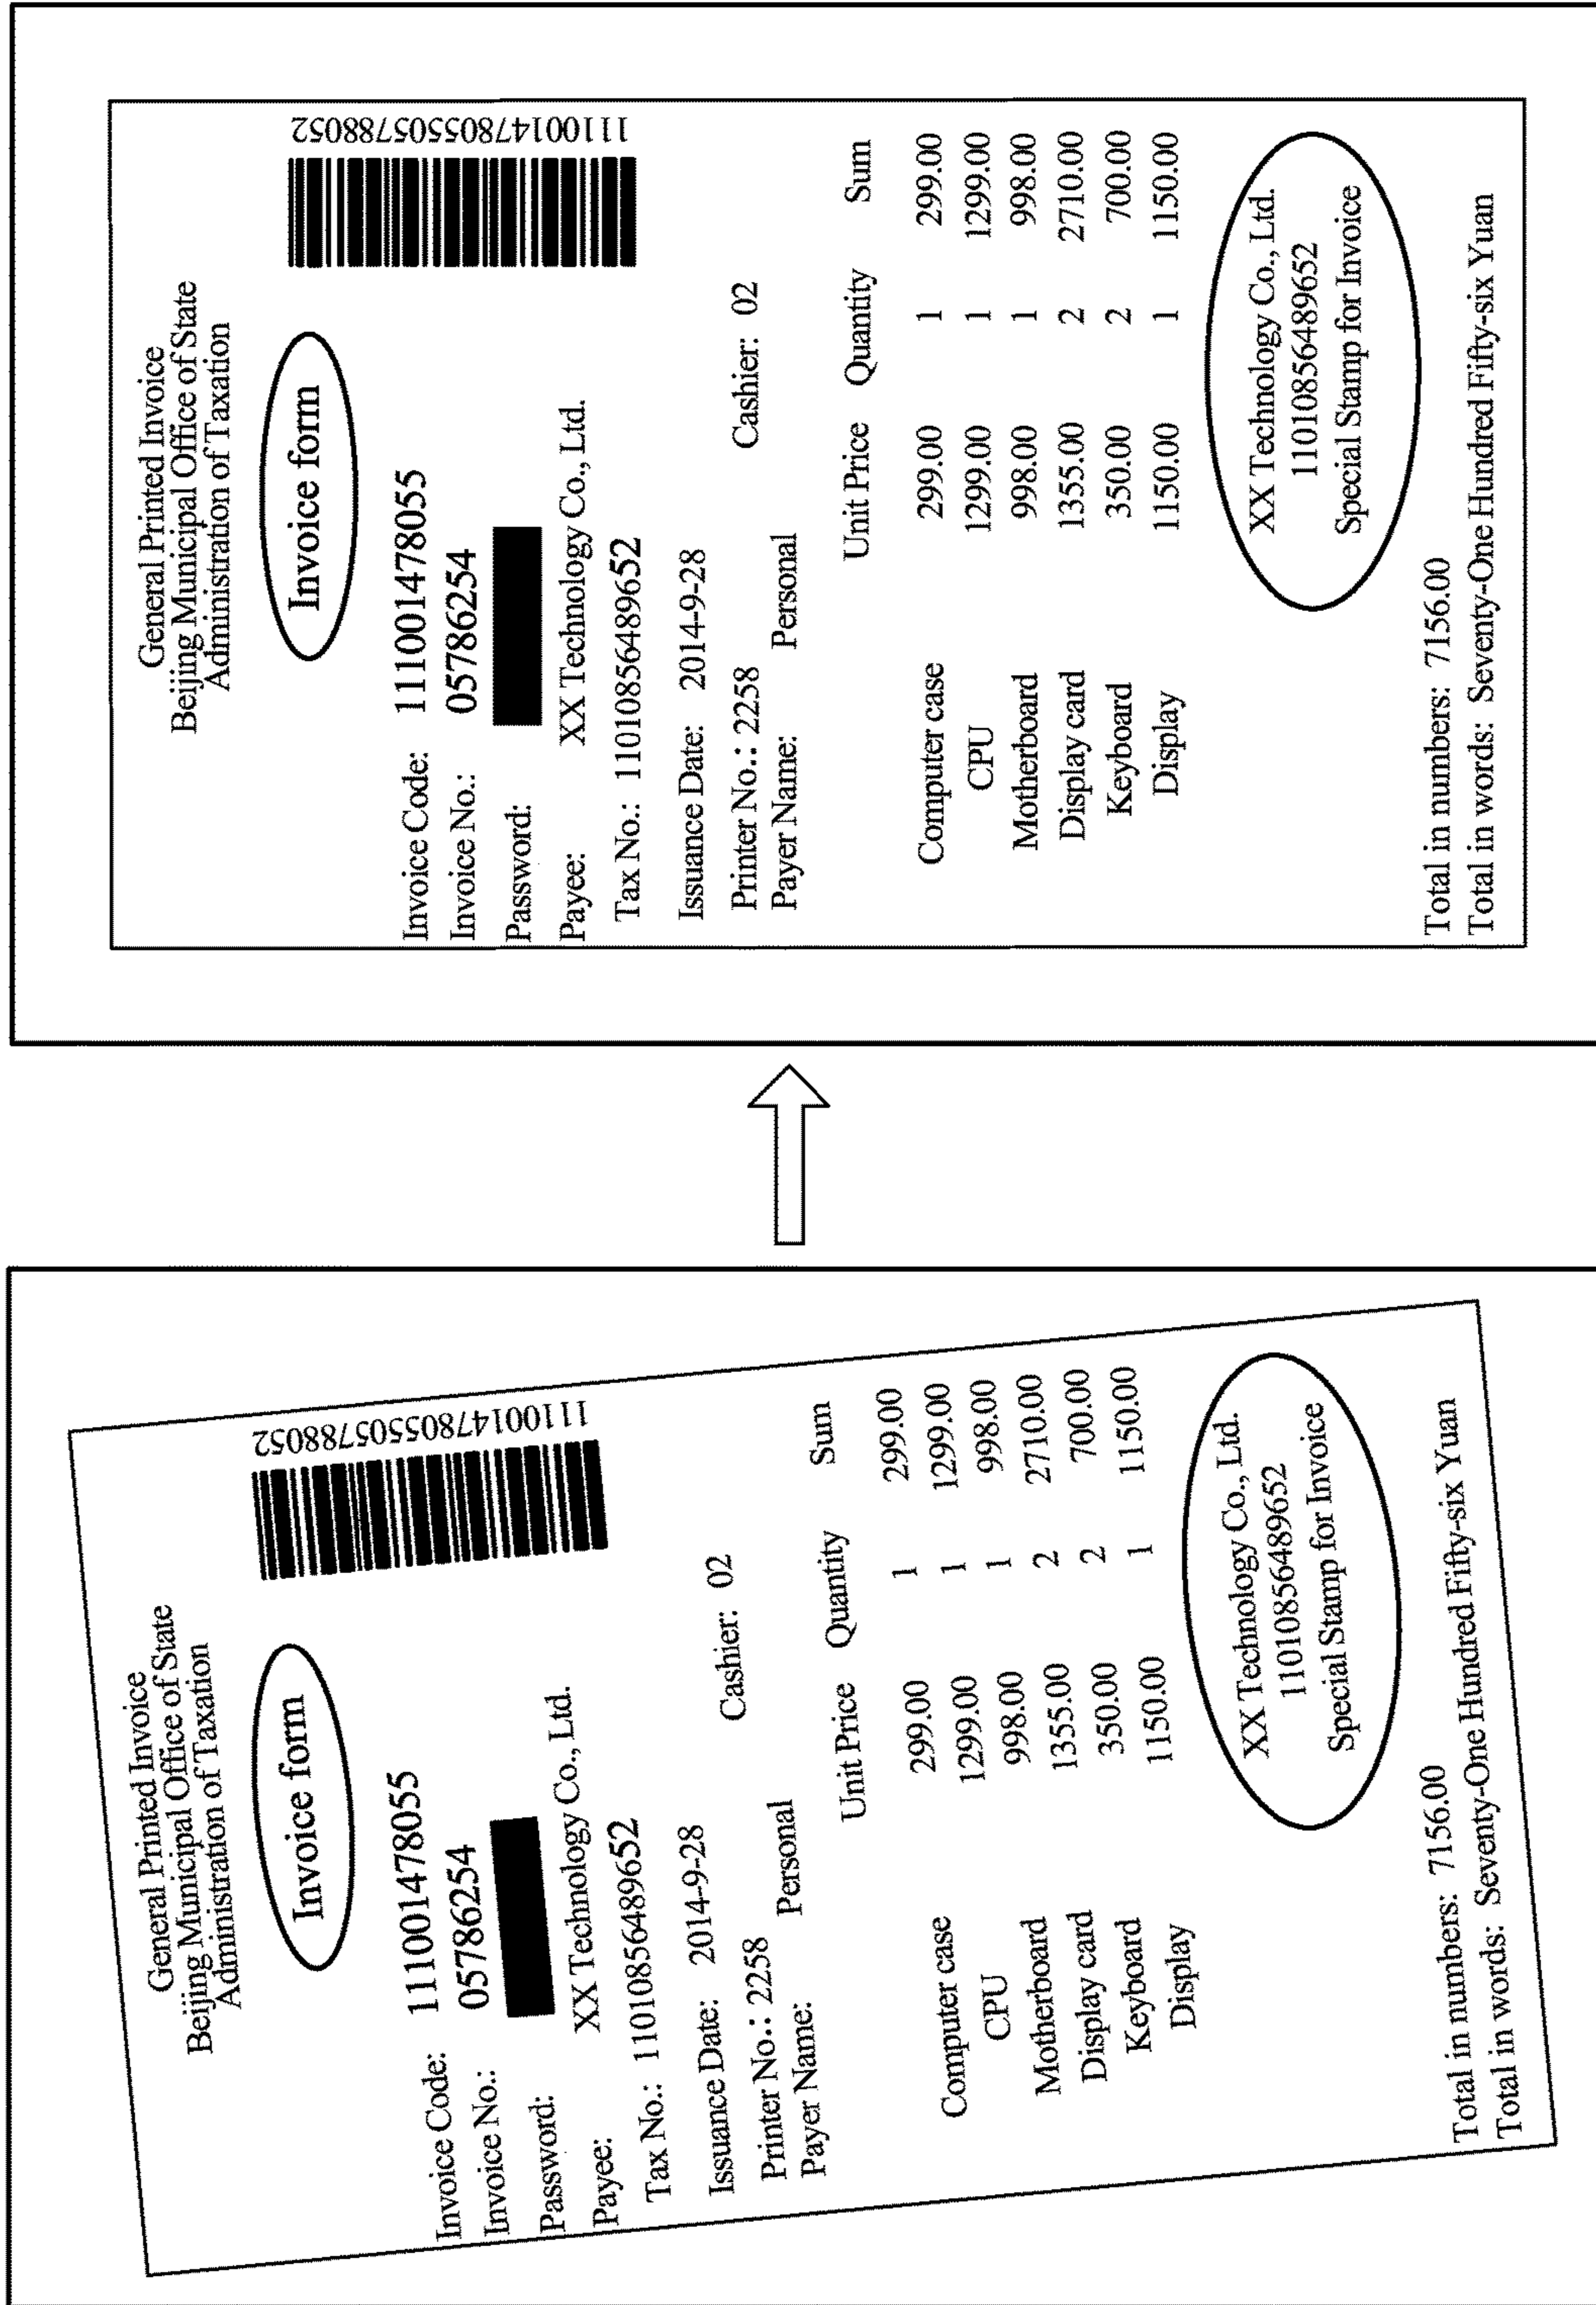 General Printed Invoice
Beijing Municipal Office of State
Administration of Taxation
Invoice form
11100147805505788052
Invoice Code: 111001478055
Invoice No.: 05786254
Password:
Payee: XX Technology Co., Ltd.
Tax No.: 110108564896​52
Issuance Date: 2014-9-28
Printer No.: 2258 Cashier: 02
Payer Name: Personal
Unit Price Quantity Sum
Computer case 299.00 1 299.00
CPU 1299.00 1 1299.00
Motherboard 998.00 1 998.00
Display card 1355.00 2 2710.00
Keyboard 350.00 2 700.00
Display 1150.00 1 1150.00
XX Technology Co., Ltd.
11010856489652
Special Stamp for Invoice
Total in numbers: 7156.00
Total in words: Seventy-One Hundred Fifty-six Yuan
General Printed Invoice
Beijing Municipal Office of State
Administration of Taxation
Invoice form
11100147805505788052
Invoice Code: 111001478055
Invoice No.: 05786254
Password:
Payee: XX Technology Co., Ltd.
Tax No.: 11010856489652
Issuance Date: 2014-9-28
Printer No.: 2258 Cashier: 02
Payer Name: Personal
Unit Price Quantity Sum
Computer case 299.00 1 299.00
CPU 1299.00 1 1299.00
Motherboard 998.00 1 998.00
Display card 1355.00 2 2710.00
Keyboard 350.00 2 700.00
Display 1150.00 1 1150.00
XX Technology Co., Ltd.
11010856489652
Special Stamp for Invoice
Total in numbers: 7156.00
Total in words: Seventy-One Hundred Fifty-six Yuan